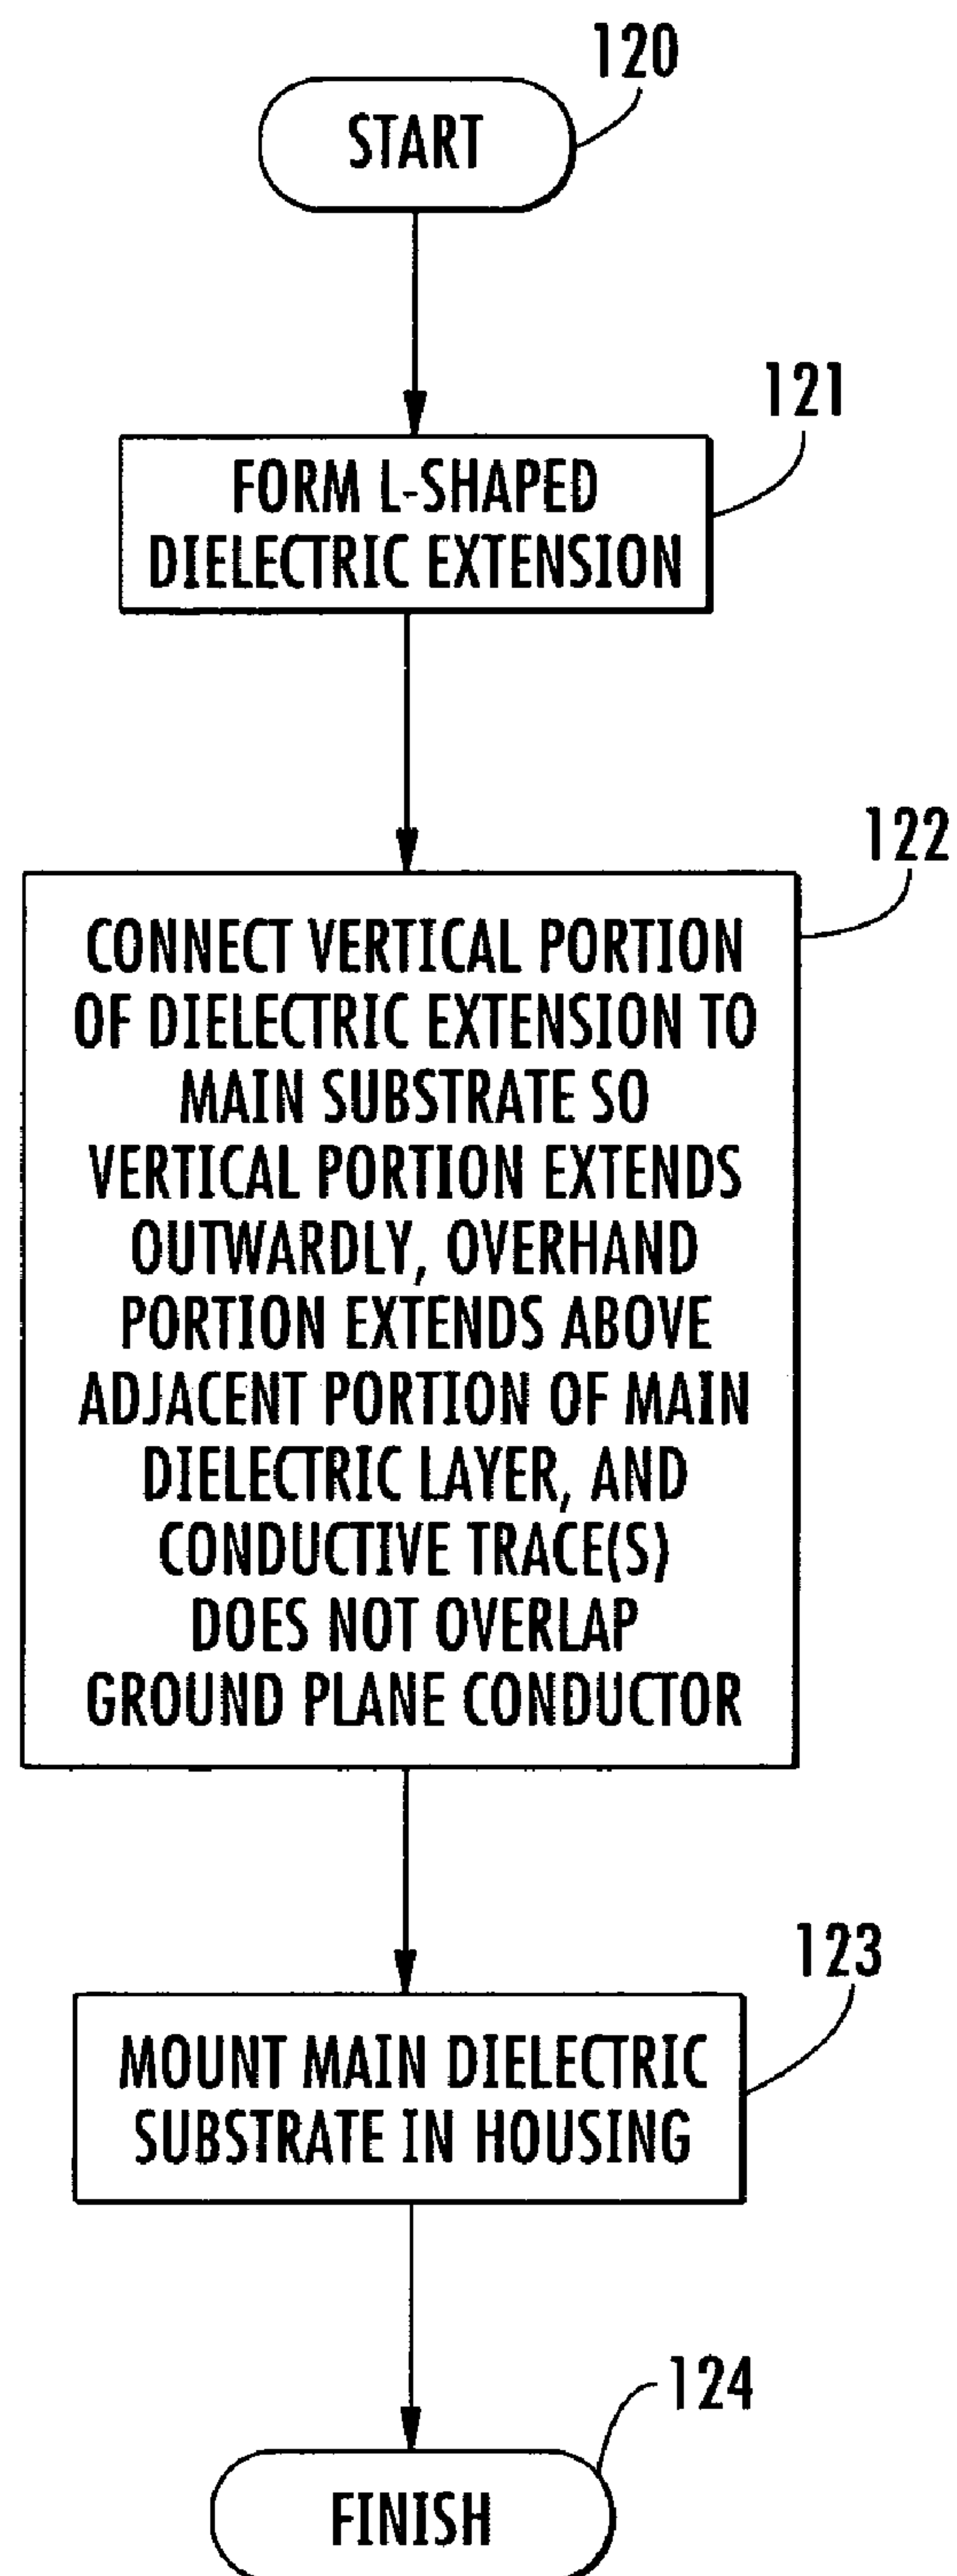 120
START
121
FORM L-SHAPED
DIELECTRIC EXTENSION
122
CONNECT VERTICAL PORTION
OF DIELECTRIC EXTENSION TO
MAIN SUBSTRATE SO
VERTICAL PORTION EXTENDS
OUTWARDLY, OVERHAND
PORTION EXTENDS ABOVE
ADJACENT PORTION OF MAIN
DIELECTRIC LAYER, AND
CONDUCTIVE TRACE(S)
DOES NOT OVERLAP
GROUND PLANE CONDUCTOR
123
MOUNT MAIN DIELECTRIC
SUBSTRATE IN HOUSING
124
FINISH